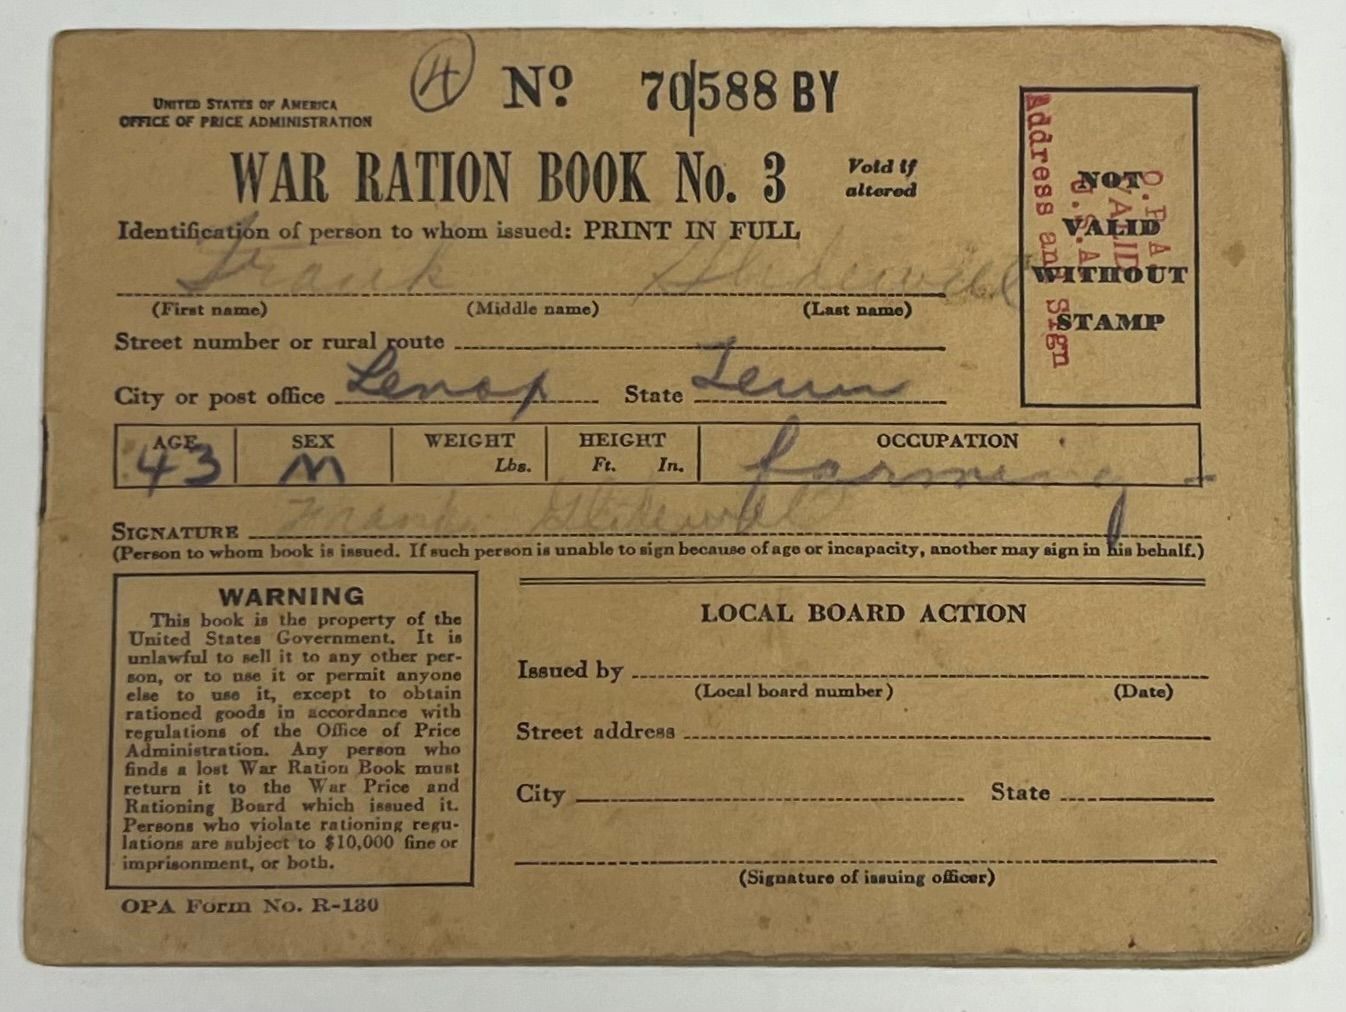 4
No. 70588 BY
UNITED STATES OF AMERICA
OFFICE OF PRICE ADMINISTRATION
WAR RATION BOOK No. 3
Void if
altered
NOT
VALID
WITHOUT
STAMP
O.P.A.
VALID
U.S.A.
Address and Sign
Identification of person to whom issued: PRINT IN FULL
Frank Glidewell
(First name) (Middle name) (Last name)
Street number or rural route
City or post office Lenox State Tenn
AGE SEX WEIGHT HEIGHT OCCUPATION
Lbs. Ft. In.
43 M farming -
SIGNATURE Frank Glidewell
(Person to whom book is issued. If such person is unable to sign because of age or incapacity, another may sign in his behalf.)
WARNING
This book is the property of the
United States Government. It is
unlawful to sell it to any other per-
son, or to use it or permit anyone
else to use it, except to obtain
rationed goods in accordance with
regulations of the Office of Price
Administration. Any person who
finds a lost War Ration Book must
return it to the War Price and
Rationing Board which issued it.
Persons who violate rationing regu-
lations are subject to $10,000 fine or
imprisonment, or both.
OPA Form No. R-130
LOCAL BOARD ACTION
Issued by
(Local board number) (Date)
Street address
City State
(Signature of issuing officer)